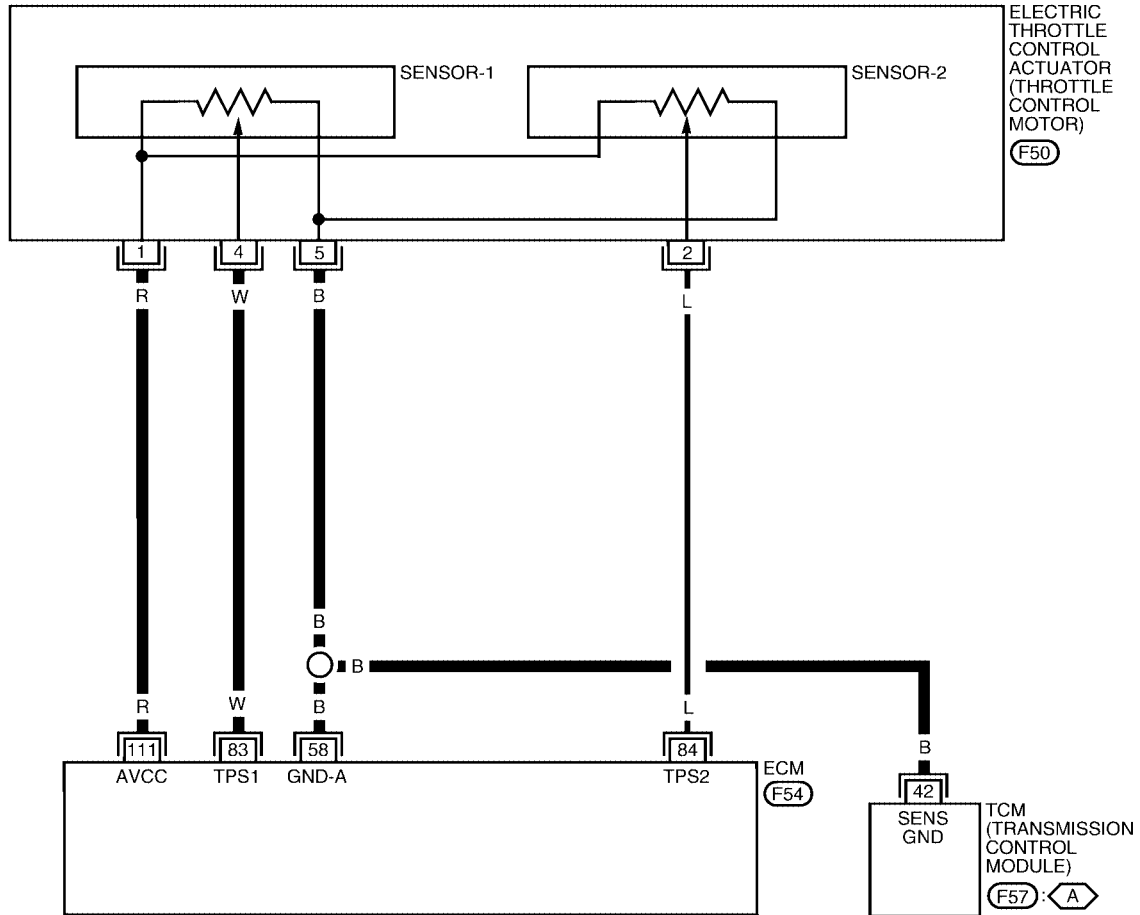 ELECTRIC
THROTTLE
CONTROL
ACTUATOR
(THROTTLE
CONTROL
MOTOR)
F50
SENSOR-1
SENSOR-2
1
4
5
2
R
W
B
L
B
B
R
W
B
L
B
111
83
58
84
42
AVCC
TPS1
GND-A
TPS2
ECM
F54
SENS
GND
TCM
(TRANSMISSION
CONTROL
MODULE)
F57 : A